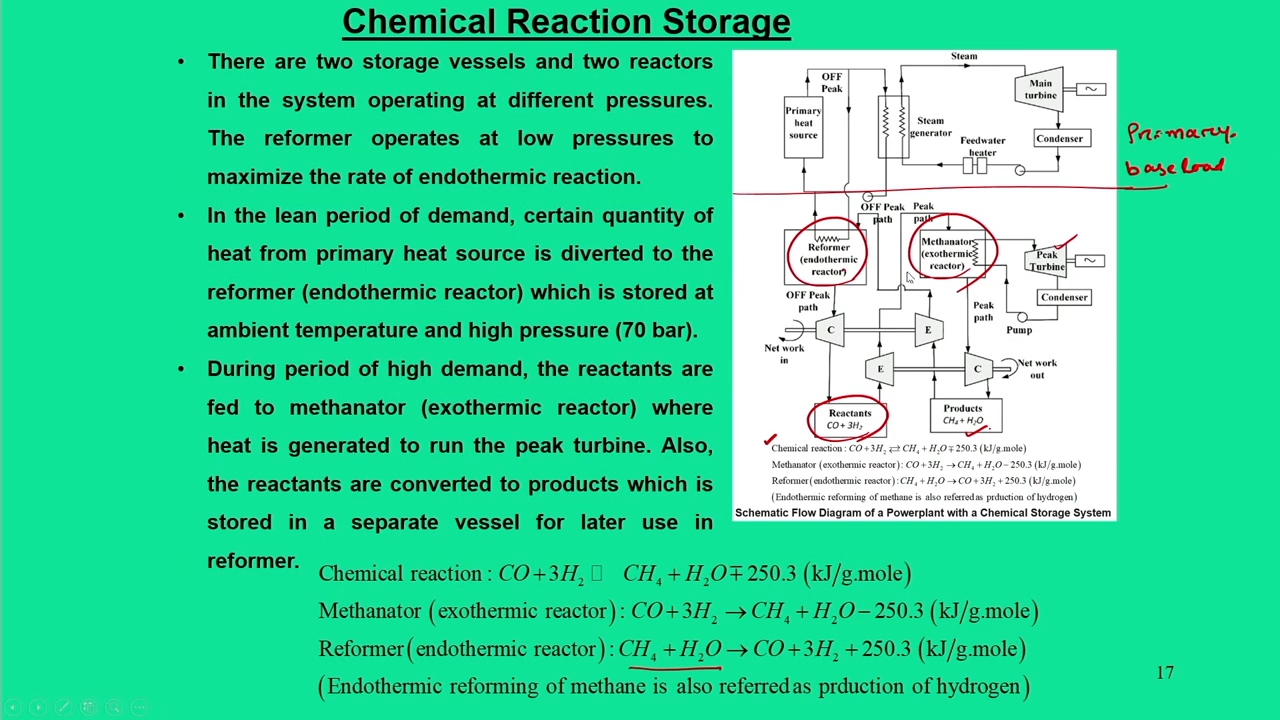 Chemical Reaction Storage
• There are two storage vessels and two reactors
in the system operating at different pressures.
The reformer operates at low pressures to
maximize the rate of endothermic reaction.
• In the lean period of demand, certain quantity of
heat from primary heat source is diverted to the
reformer (endothermic reactor) which is stored at
ambient temperature and high pressure (70 bar).
• During period of high demand, the reactants are
fed to methanator (exothermic reactor) where
heat is generated to run the peak turbine. Also,
the reactants are converted to products which is
stored in a separate vessel for later use in
reformer.
Steam
OFF
Peak
Main
turbine
~
Primary
heat
source
Steam
generator
Feedwater
heater
Condenser
Primary.
baseload
OFF Peak
path
Peak
path
Reformer
(endothermic
reactor)
Methanator
(exothermic
reactor)
Peak
Turbine
~
OFF Peak
path
Peak
path
Condenser
Pump
C
E
Net work
in
E
C
Net work
out
Reactants
CO + 3H₂
Products
CH₄ + H₂O
Chemical reaction : CO + 3H₂ ⇄ CH₄ + H₂O ∓ 250.3 (kJ/g.mole)
Methanator (exothermic reactor) : CO + 3H₂ → CH₄ + H₂O − 250.3 (kJ/g.mole)
Reformer (endothermic reactor) : CH₄ + H₂O → CO + 3H₂ + 250.3 (kJ/g.mole)
(Endothermic reforming of methane is also referred as prduction of hydrogen)
Schematic Flow Diagram of a Powerplant with a Chemical Storage System
Chemical reaction : CO + 3H₂ □ CH₄ + H₂O ∓ 250.3 (kJ/g.mole)
Methanator (exothermic reactor) : CO + 3H₂ → CH₄ + H₂O − 250.3 (kJ/g.mole)
Reformer (endothermic reactor) : CH₄ + H₂O → CO + 3H₂ + 250.3 (kJ/g.mole)
(Endothermic reforming of methane is also referred as prduction of hydrogen)
17